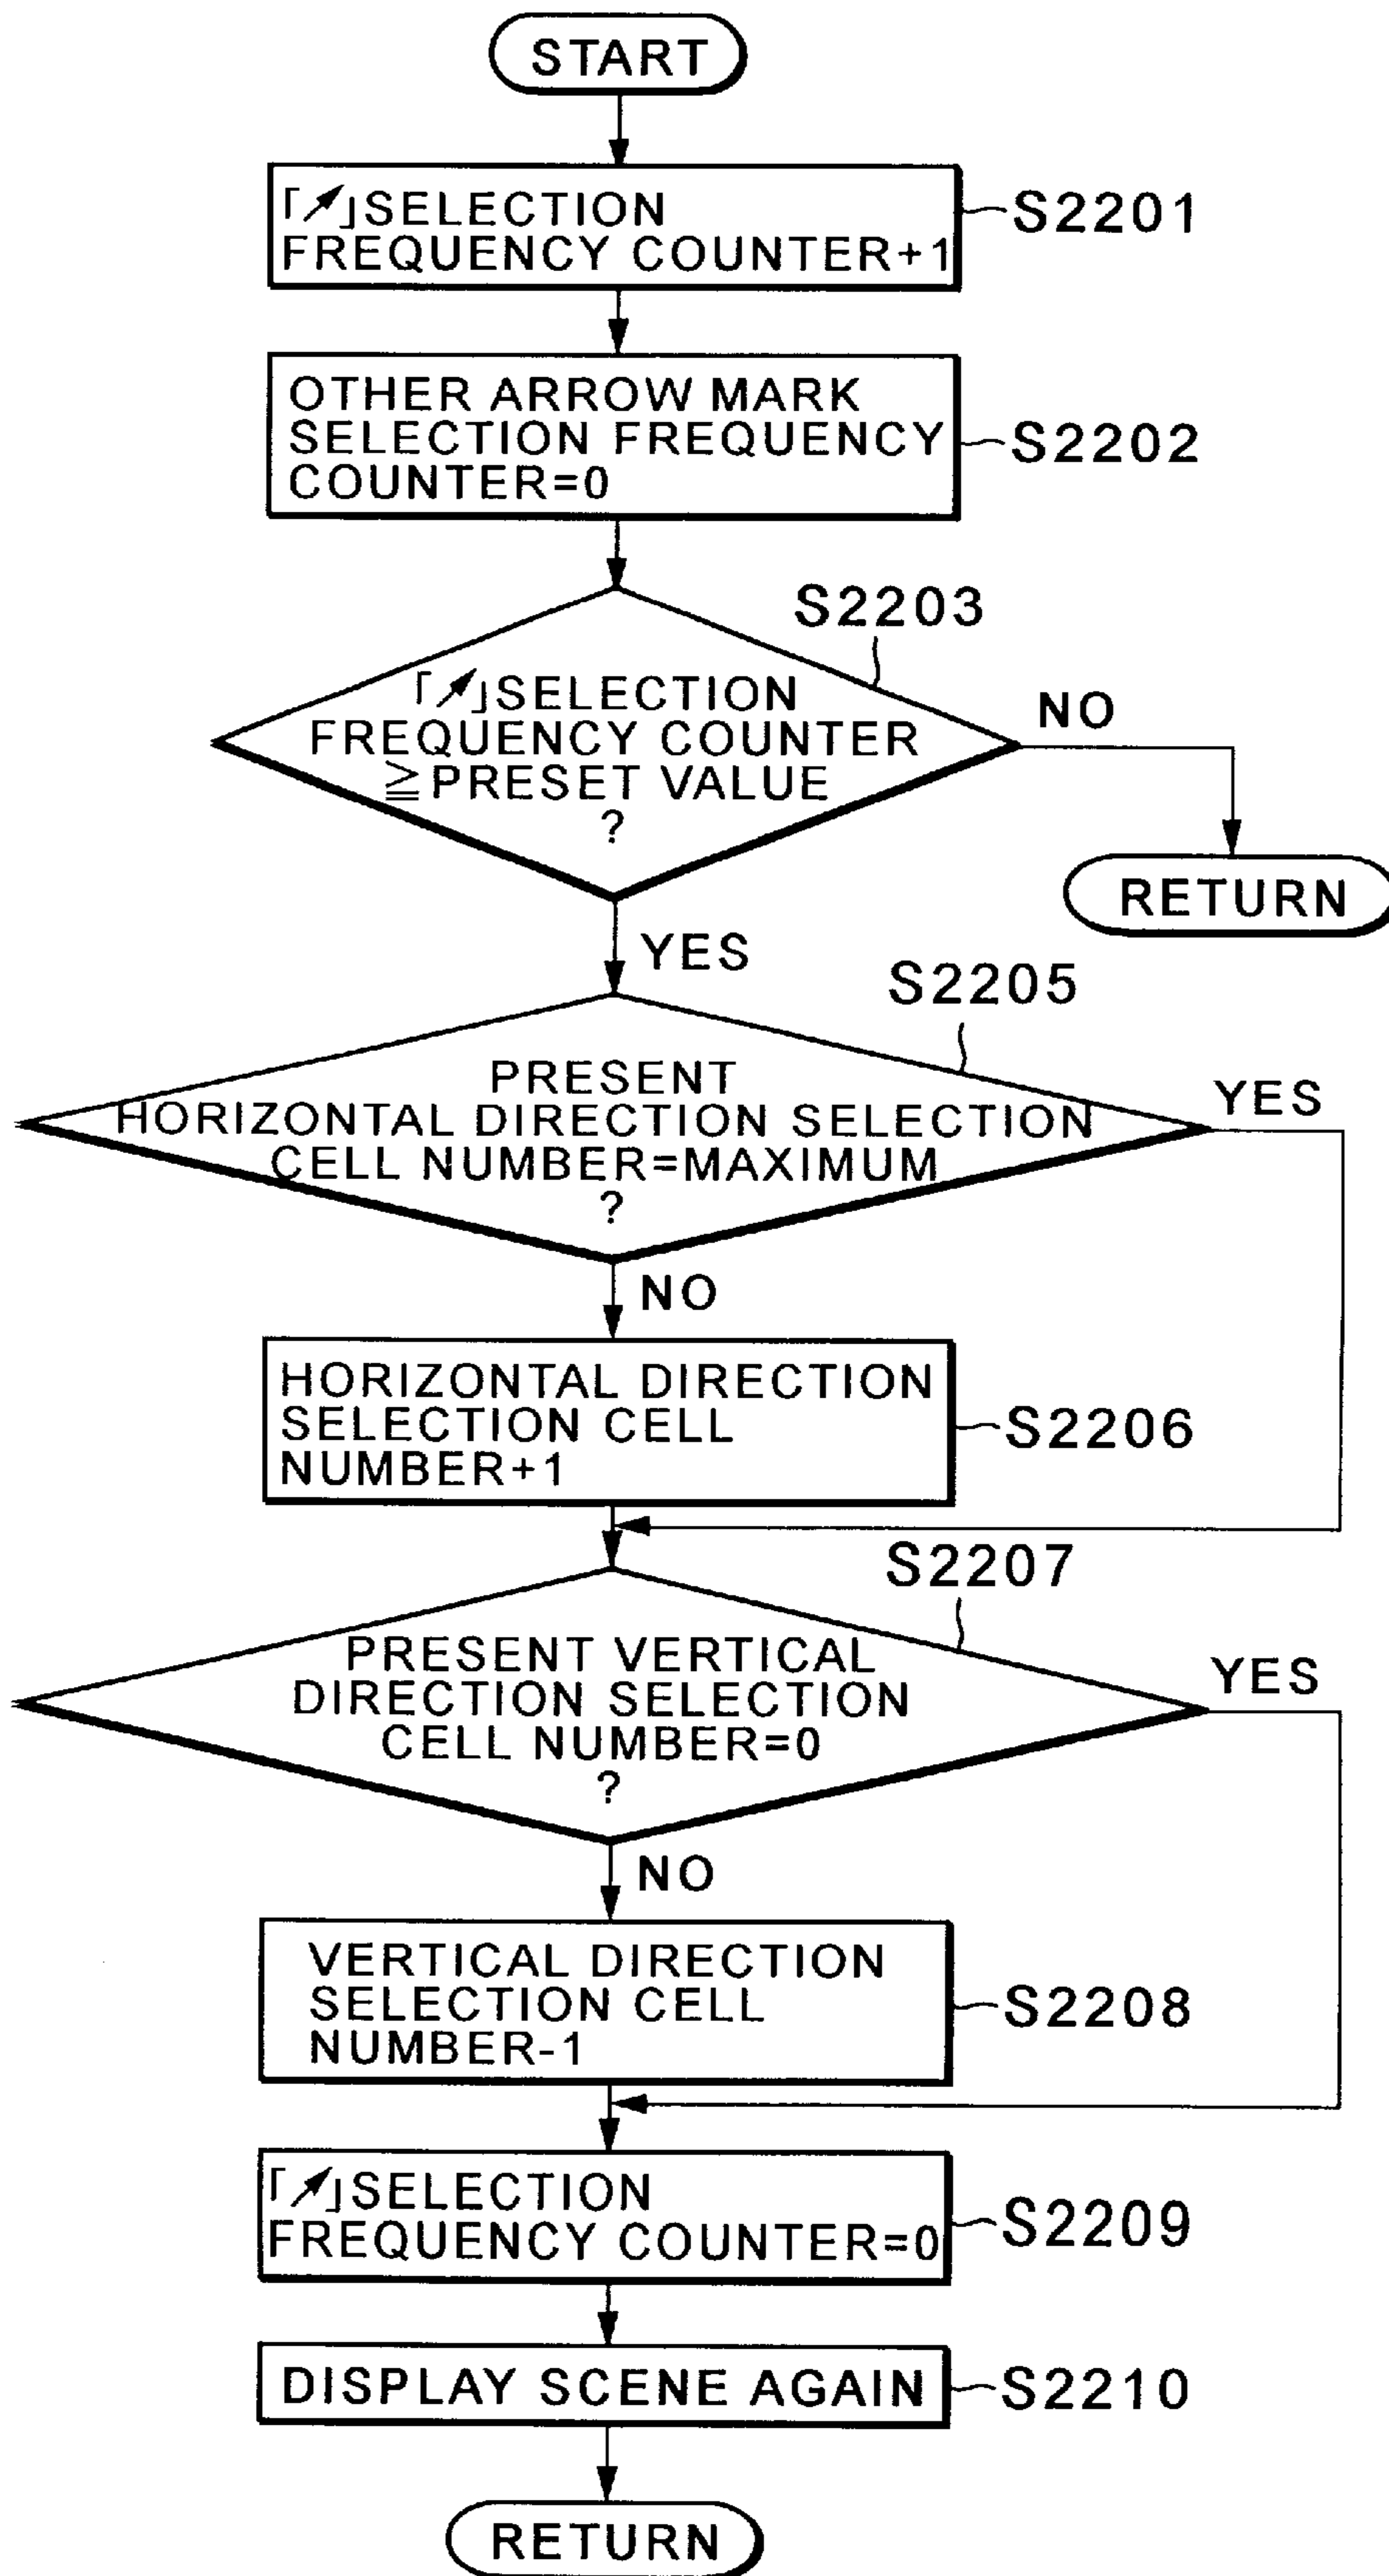 START
「↗」SELECTION
FREQUENCY COUNTER+1
S2201
OTHER ARROW MARK
SELECTION FREQUENCY
COUNTER=0
S2202
S2203
「↗」SELECTION
FREQUENCY COUNTER
≧PRESET VALUE
?
NO
RETURN
YES
S2205
PRESENT
HORIZONTAL DIRECTION SELECTION
CELL NUMBER=MAXIMUM
?
YES
NO
HORIZONTAL DIRECTION
SELECTION CELL
NUMBER+1
S2206
S2207
PRESENT VERTICAL
DIRECTION SELECTION
CELL NUMBER=0
?
YES
NO
VERTICAL DIRECTION
SELECTION CELL
NUMBER-1
S2208
「↗」SELECTION
FREQUENCY COUNTER=0
S2209
DISPLAY SCENE AGAIN
S2210
RETURN